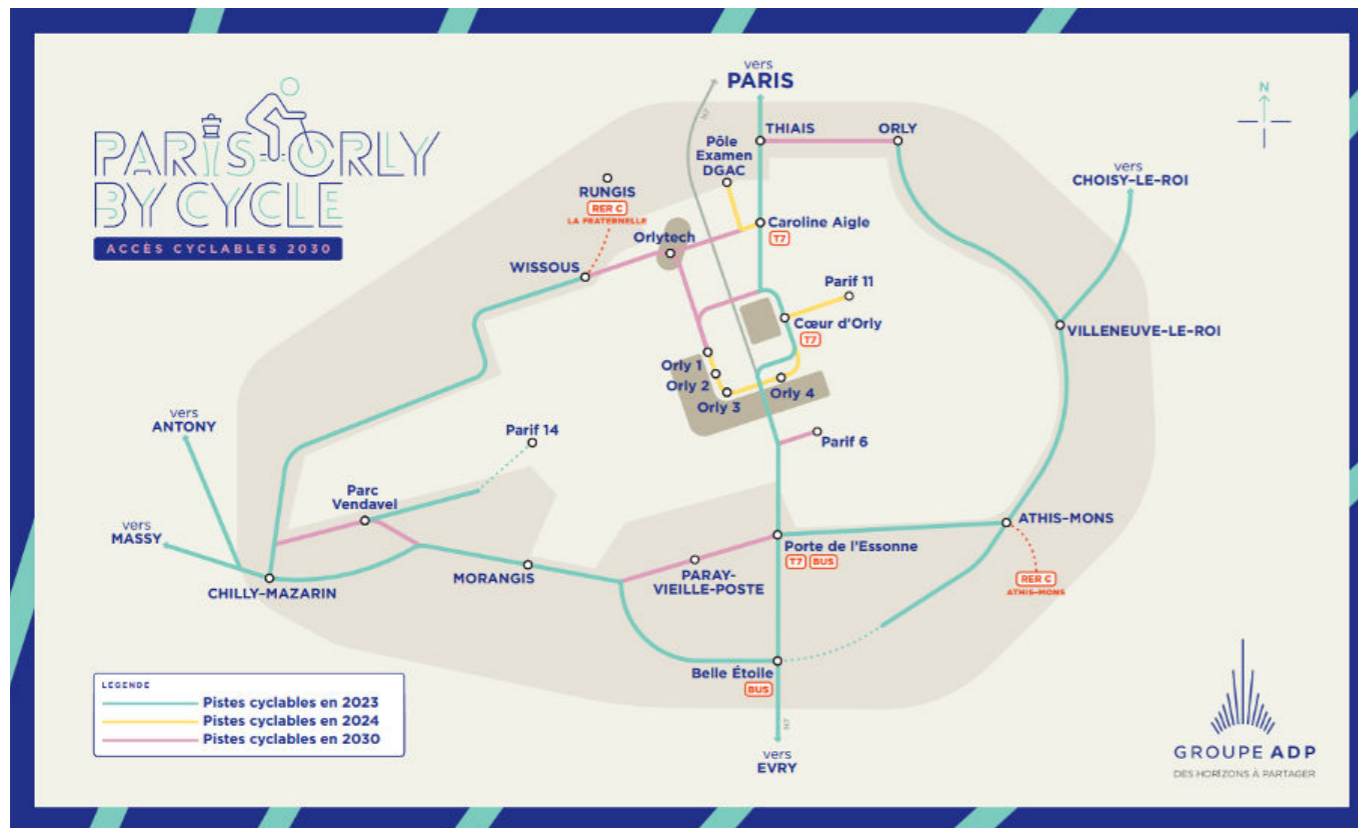 PARIS-ORLY
BY CYCLE
ACCÈS CYCLABLES 2030
vers
PARIS
N7
N
THIAIS
ORLY
Pôle
Examen
DGAC
vers
CHOISY-LE-ROI
RUNGIS
RER C
LA FRATERNELLE
Orlytech
Caroline Aigle
T7
WISSOUS
Parif 11
Cœur d'Orly
T7
VILLENEUVE-LE-ROI
Orly 1
Orly 2
Orly 3
Orly 4
vers
ANTONY
Parif 14
Parif 6
Parc
Vendavel
vers
MASSY
ATHIS-MONS
Porte de l'Essonne
T7 BUS
CHILLY-MAZARIN
MORANGIS
PARAY-
VIEILLE-POSTE
RER C
ATHIS-MONS
Belle Étoile
BUS
N7
vers
EVRY
LÉGENDE
Pistes cyclables en 2023
Pistes cyclables en 2024
Pistes cyclables en 2030
GROUPE ADP
DES HORIZONS À PARTAGER